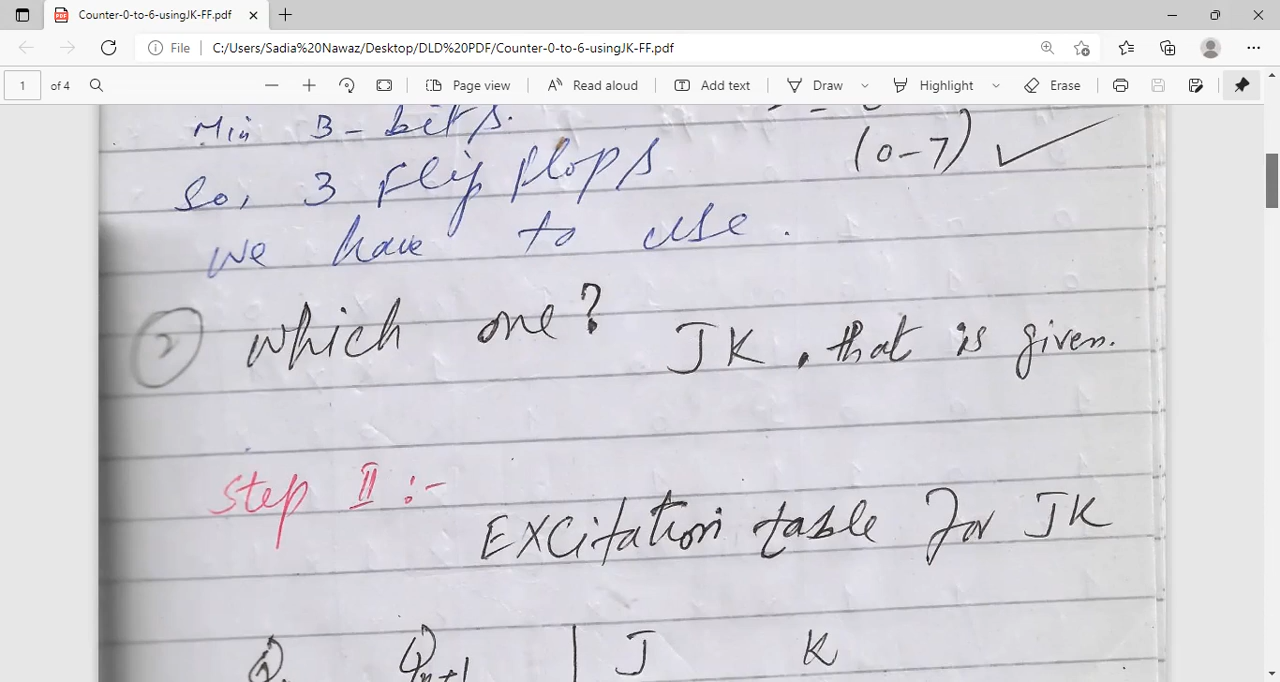 Counter-0-to-6-usingJK-FF.pdf
File C:/Users/Sadia%20Nawaz/Desktop/DLD%20PDF/Counter-0-to-6-usingJK-FF.pdf
1 of 4 Page view Read aloud Add text Draw Highlight Erase
Min 3-bits.
(0-7) ✓
So, 3 flip flops
we have to use.
2 which one? JK, that is given.
Step II :-
EXCitation table for JK
Q Qn+1 | J K